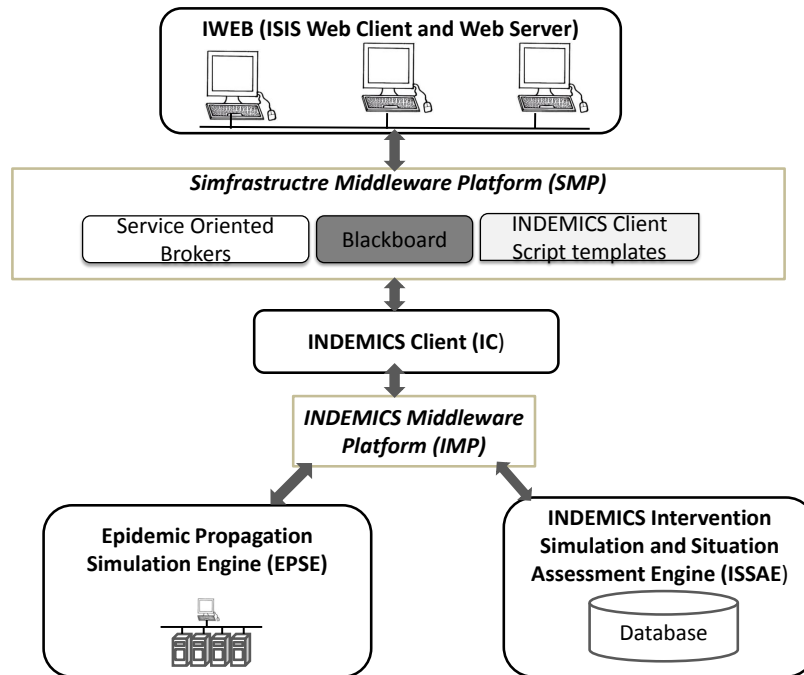 IWEB (ISIS Web Client and Web Server)
Simfrastructre Middleware Platform (SMP)
Service Oriented
Brokers
Blackboard
INDEMICS Client
Script templates
INDEMICS Client (IC)
INDEMICS Middleware
Platform (IMP)
Epidemic Propagation
Simulation Engine (EPSE)
INDEMICS Intervention
Simulation and Situation
Assessment Engine (ISSAE)
Database